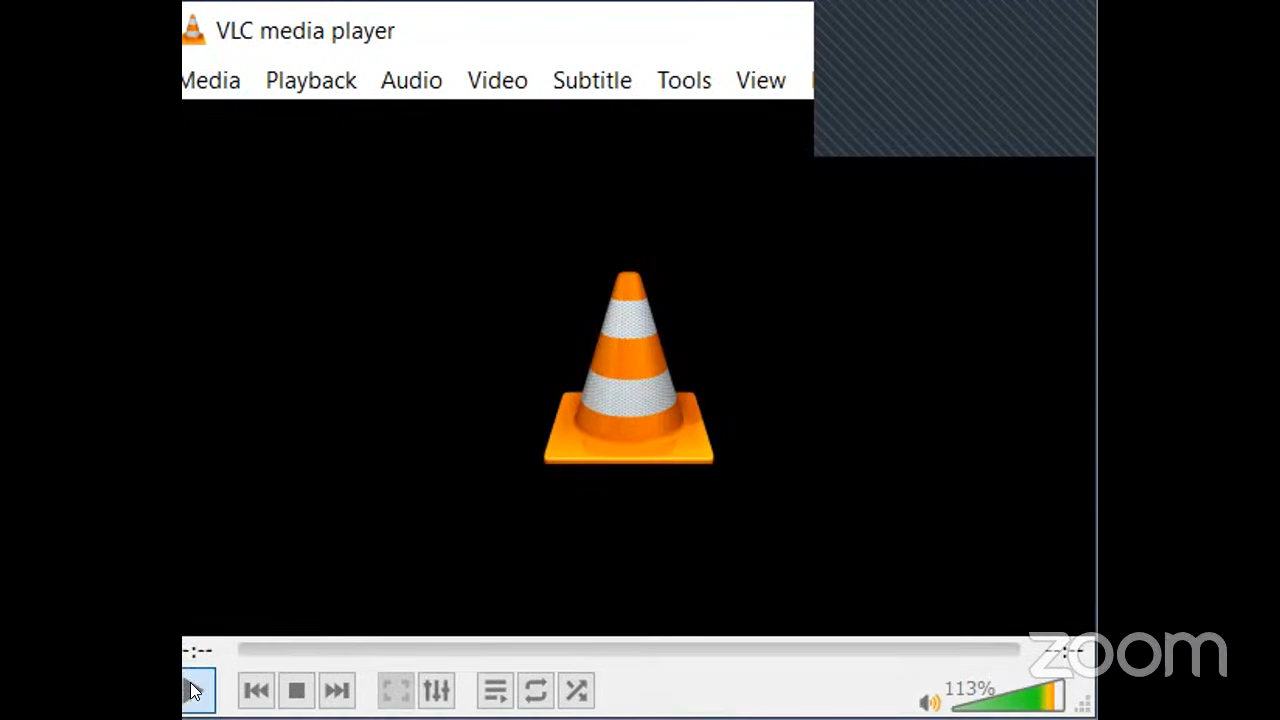 VLC media player
Media Playback Audio Video Subtitle Tools View
--:-- --:--
zoom
113%